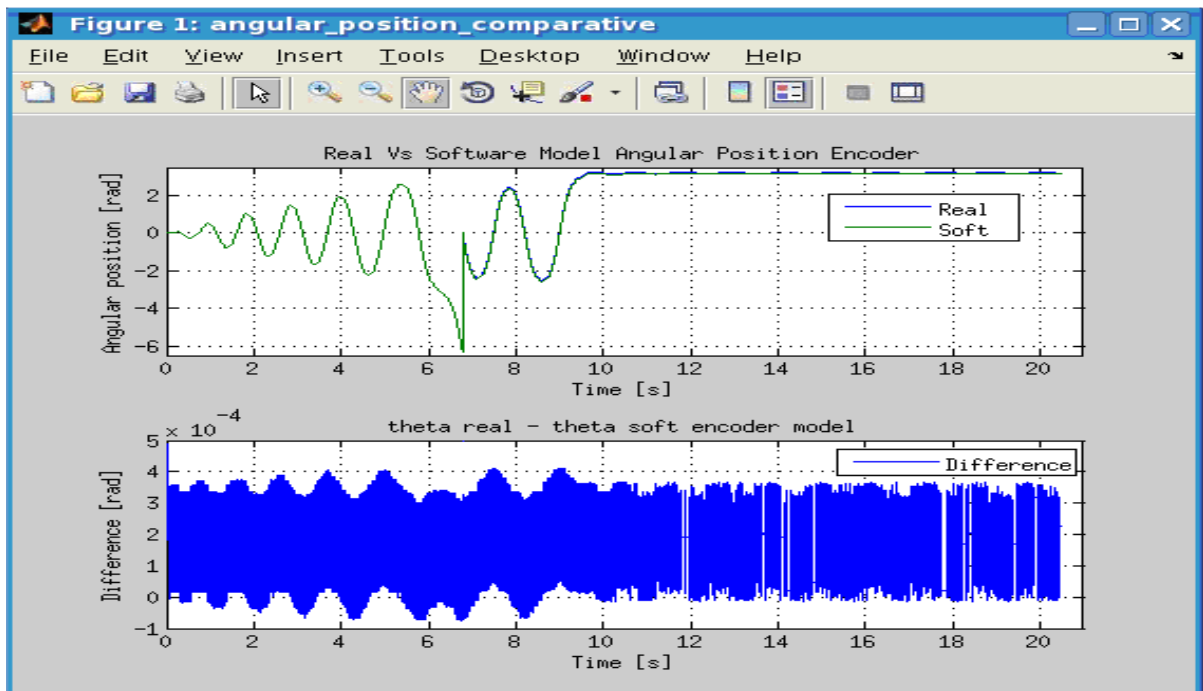 Figure 1: angular_position_comparative
File Edit View Insert Tools Desktop Window Help
Real Vs Software Model Angular Position Encoder
Angular position [rad]
2
0
−2
−4
−6
Real
Soft
0 2 4 6 8 10 12 14 16 18 20
Time [s]
× 10^−4
theta real − theta soft encoder model
Difference [rad]
5
4
3
2
1
0
−1
Difference
0 2 4 6 8 10 12 14 16 18 20
Time [s]